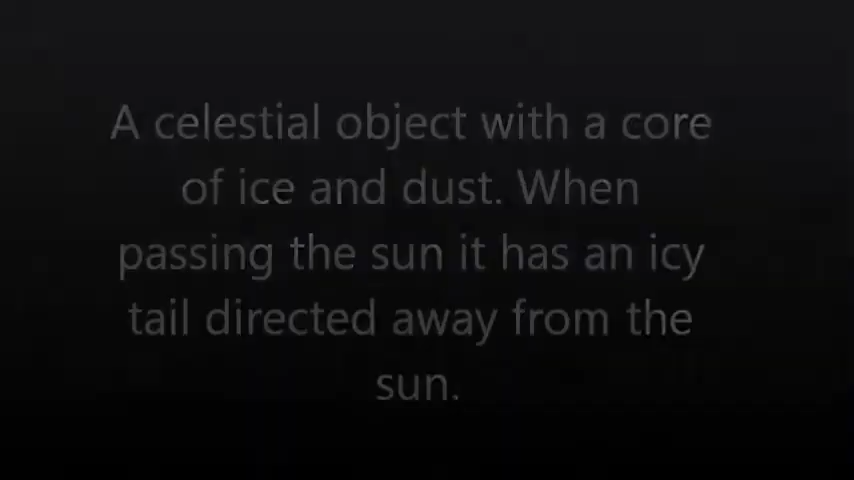 A celestial object with a core
of ice and dust. When
passing the sun it has an icy
tail directed away from the
sun.